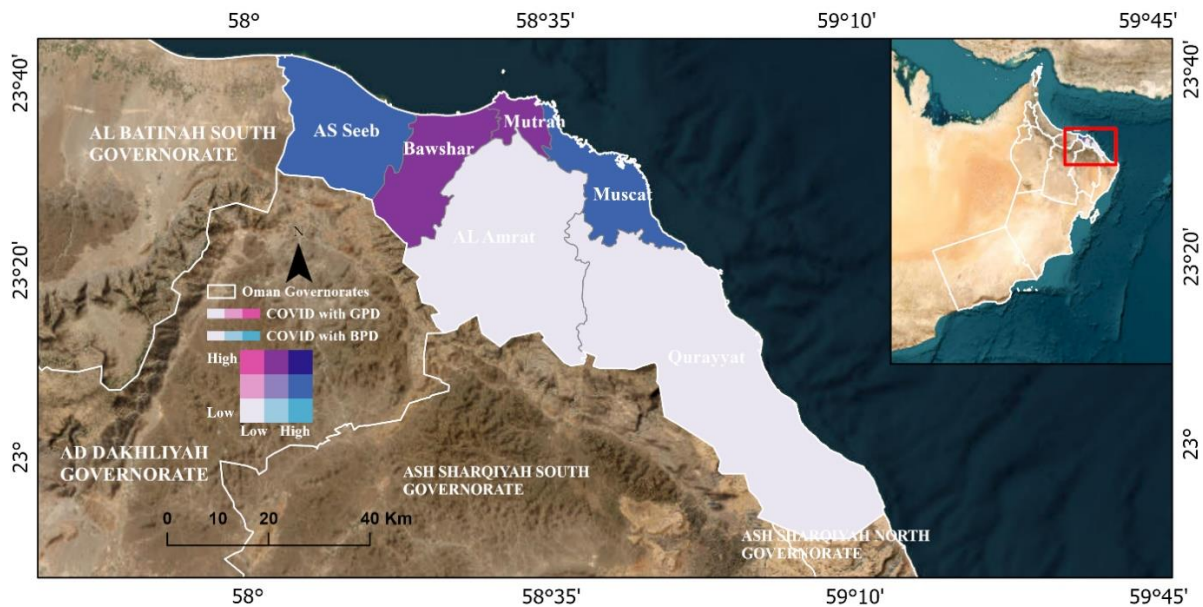 58°
58°35'
59°10'
59°45'
23°40'
23°40'
AS Seeb
Mutrah
AL BATINAH SOUTH
GOVERNORATE
Bawshar
Muscat
AL Amrat
23°20'
23°20'
Oman Governorates
COVID with GPD
COVID with BPD
High
Low
Low High
Qurayyat
23°
23°
AD DAKHLIYAH
GOVERNORATE
ASH SHARQIYAH SOUTH
GOVERNORATE
0 10 20 40 Km
ASH SHARQIYAH NORTH
GOVERNORATE
58°
58°35'
59°10'
59°45'